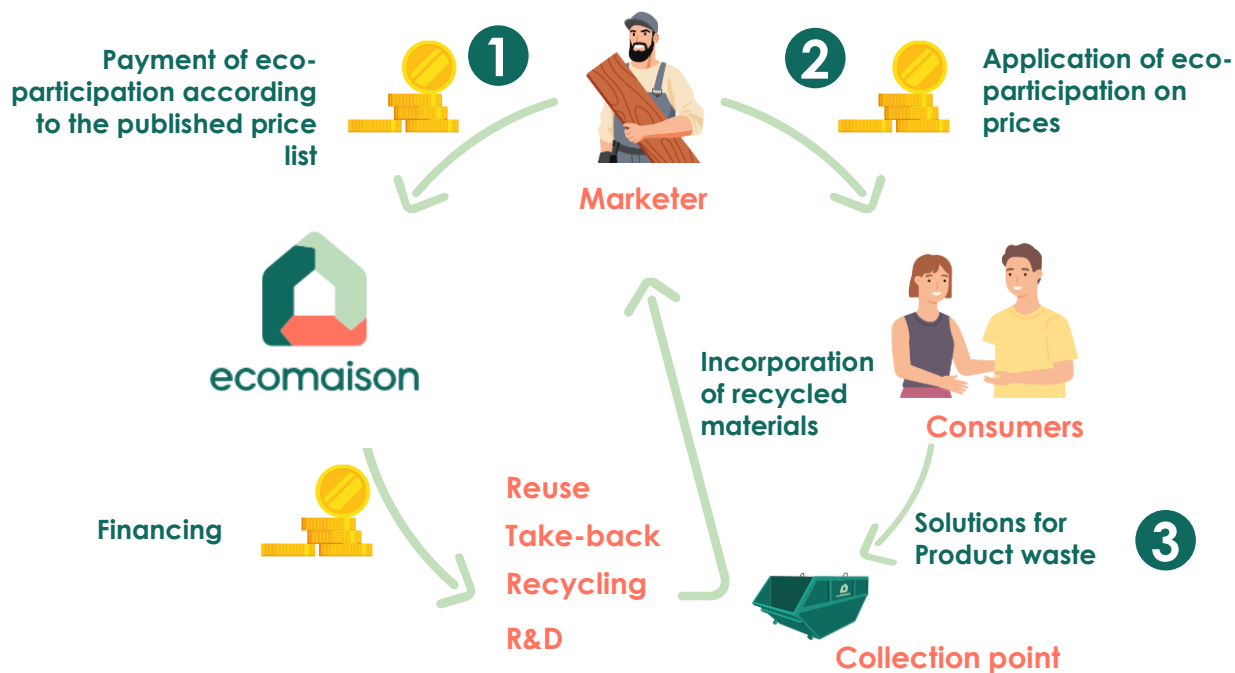 Payment of eco-
participation according
to the published price
list
1
2
Application of eco-
participation on
prices
Marketer
ecomaison
Incorporation
of recycled
materials
Consumers
Financing
Reuse
Take-back
Recycling
R&D
Solutions for
Product waste
3
ecomaison
Collection point